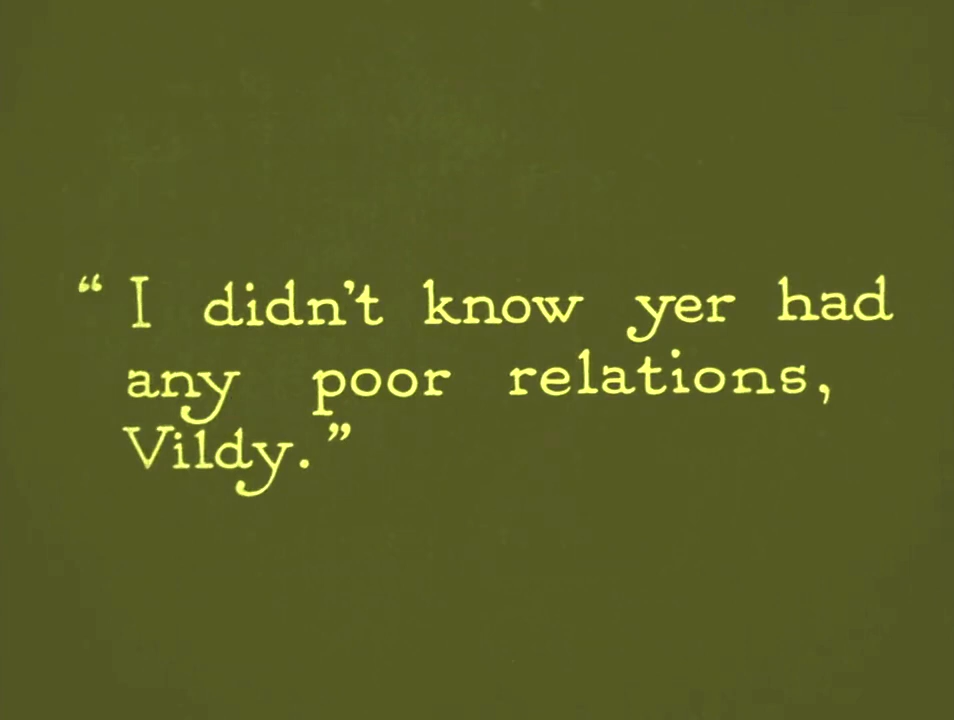 “ I didn’t know yer had
any poor relations,
Vildy.”